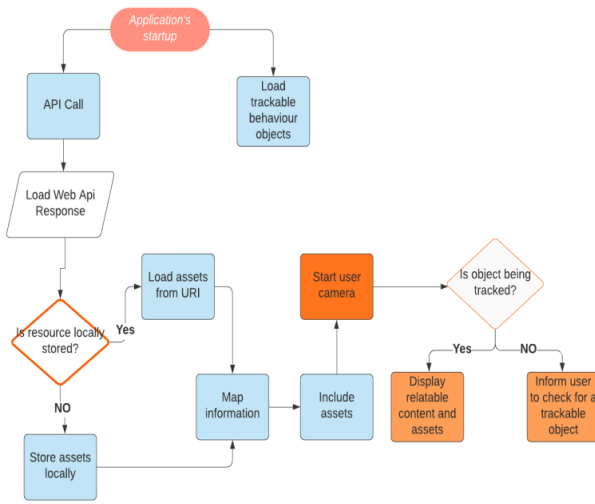 Application's
startup
API Call
Load
trackable
behaviour
objects
Load Web Api
Response
Is resource locally
stored?
Yes
Load assets
from URI
Start user
camera
Is object being
tracked?
NO
Store assets
locally
Map
information
Include
assets
Yes
NO
Display
relatable
content and
assets
Inform user
to check for a
trackable
object